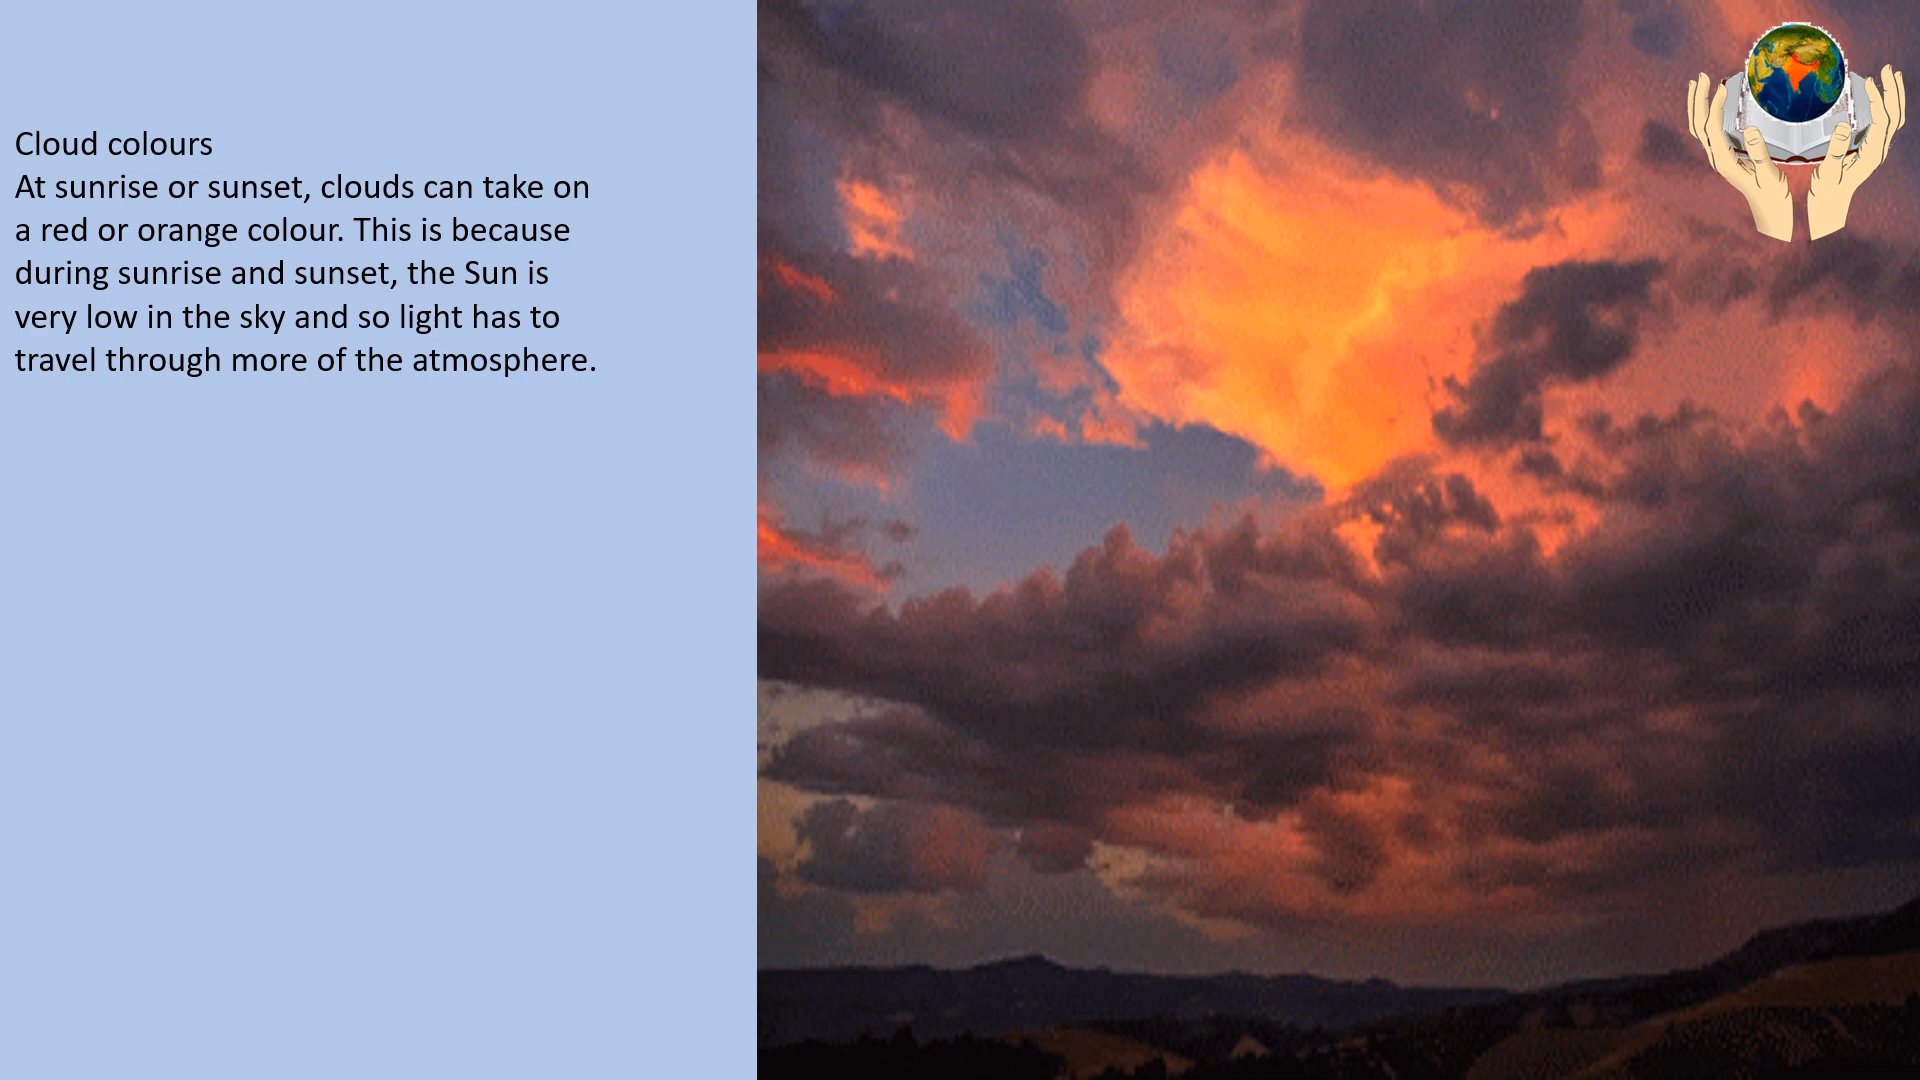 Cloud colours
At sunrise or sunset, clouds can take on
a red or orange colour. This is because
during sunrise and sunset, the Sun is
very low in the sky and so light has to
travel through more of the atmosphere.